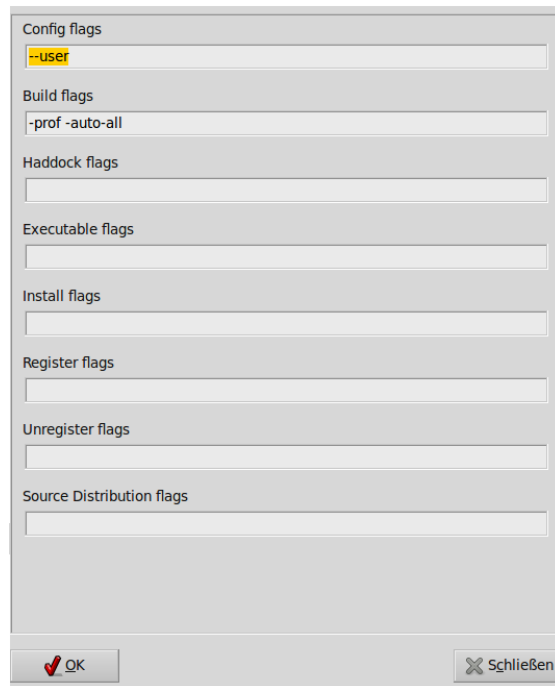 Config flags
--user
Build flags
-prof -auto-all
Haddock flags
Executable flags
Install flags
Register flags
Unregister flags
Source Distribution flags
OK
Schließen